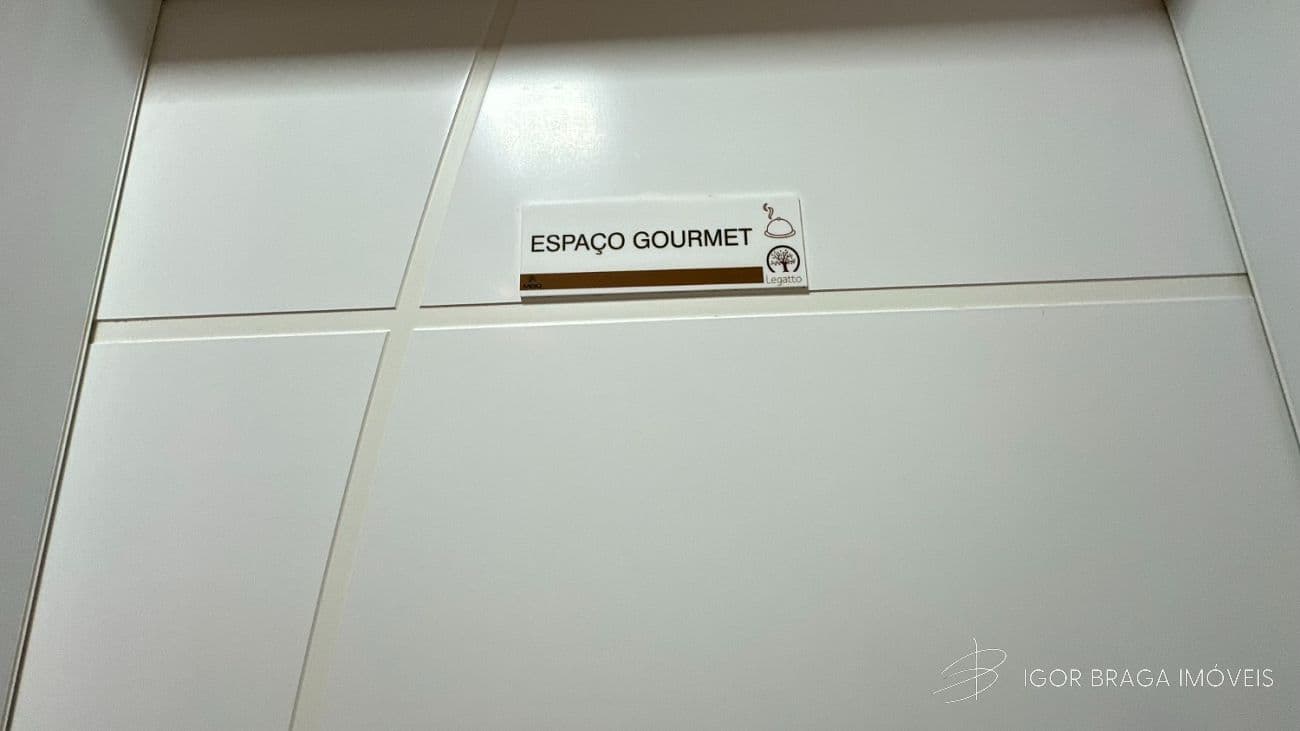 ESPAÇO GOURMET
Legatto
IGOR BRAGA IMÓVEIS